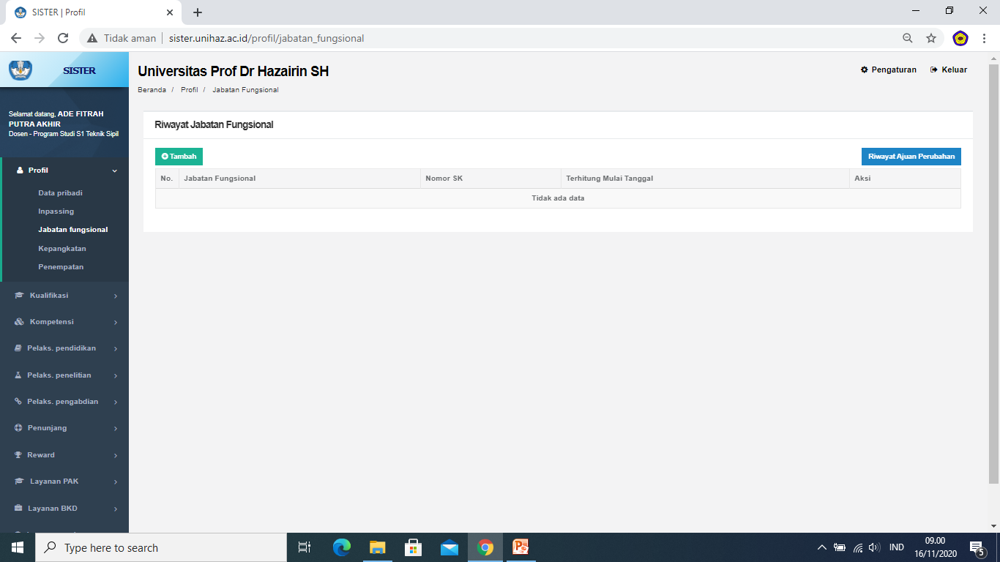 SISTER | Profil
Tidak aman
sister.unihaz.ac.id/profil/jabatan_fungsional
SISTER
Universitas Prof Dr Hazairin SH
Pengaturan
Keluar
Beranda / Profil / Jabatan Fungsional
Selamat datang, ADE FITRAH
PUTRA AKHIR
Dosen - Program Studi S1 Teknik Sipil
Profil
Data pribadi
Inpassing
Jabatan fungsional
Kepangkatan
Penempatan
Kualifikasi
Kompetensi
Pelaks. pendidikan
Pelaks. penelitian
Pelaks. pengabdian
Penunjang
Reward
Layanan PAK
Layanan BKD
Riwayat Jabatan Fungsional
Tambah
Riwayat Ajuan Perubahan
No. Jabatan Fungsional Nomor SK Terhitung Mulai Tanggal Aksi
Tidak ada data
Type here to search
IND
09.00
16/11/2020
5